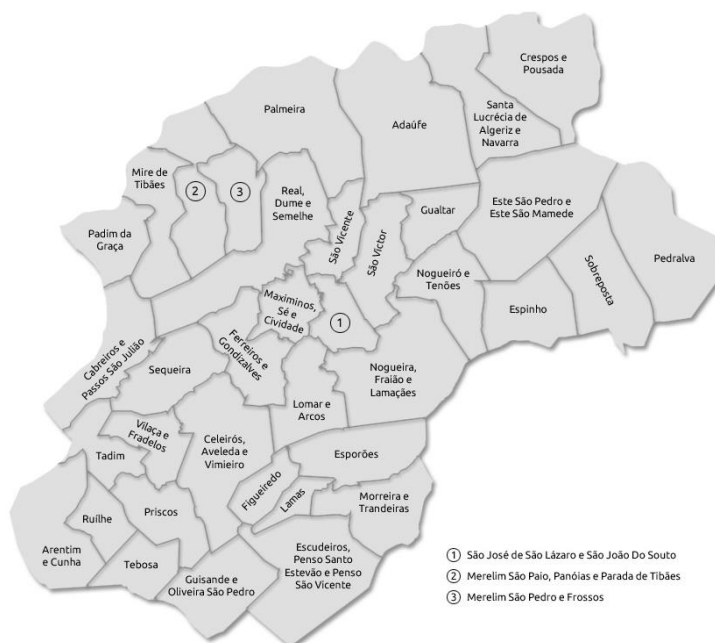 Crespos e
Pousada
Palmeira
Adaúfe
Santa
Lucrécia de
Algeriz e
Navarra
Mire de
Tibães
2
3
Real,
Dume e
Semelhe
São Vicente
São Victor
Gualtar
Este São Pedro e
Este São Mamede
Padim da
Graça
Nogueiró e
Tenões
Espinho
Sobreposta
Pedralva
Maximinos,
Sé e
Cividade
1
Cabreiros e
Passos São Julião
Sequeira
Ferreiros e
Gondizalves
Nogueira,
Fraião e
Lamaçães
Lomar e
Arcos
Vilaça e
Fradelos
Celeirós,
Aveleda e
Vimieiro
Esporões
Tadim
Figueiredo
Lamas
Morreira e
Trandeiras
Ruílhe
Priscos
Arentim
e Cunha
Tebosa
Guisande e
Oliveira São Pedro
Escudeiros,
Penso Santo
Estevão e Penso
São Vicente
1 São José de São Lázaro e São João Do Souto
2 Merelim São Paio, Panóias e Parada de Tibães
3 Merelim São Pedro e Frossos